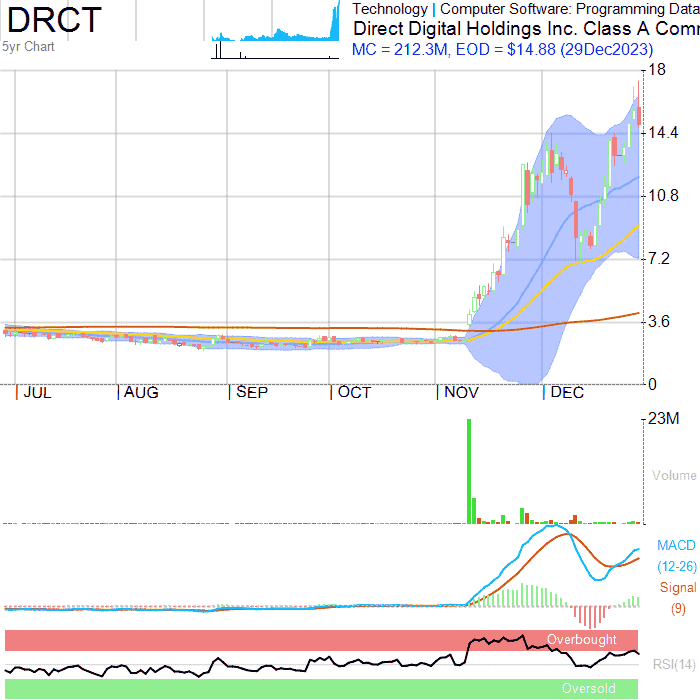 DRCT
5yr Chart
Technology | Computer Software: Programming Data
Direct Digital Holdings Inc. Class A Comm
MC = 212.3M, EOD = $14.88 (29Dec2023)
18
14.4
10.8
7.2
3.6
0
JUL AUG SEP OCT NOV DEC
23M
Volume
MACD
(12-26)
Signal
(9)
Overbought
RSI(14)
Oversold